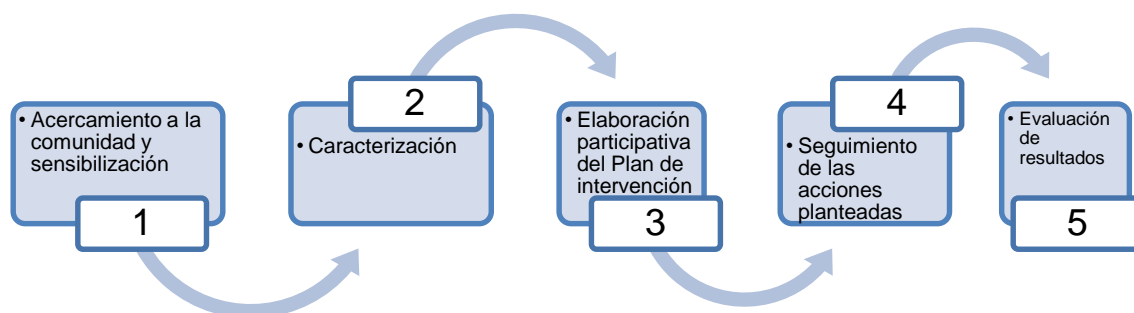 • Acercamiento a la
comunidad y
sensibilización
1
2
• Caracterización
• Elaboración
participativa
del Plan de
intervención
3
4
• Seguimiento
de las
acciones
planteadas
• Evaluación
de
resultados
5